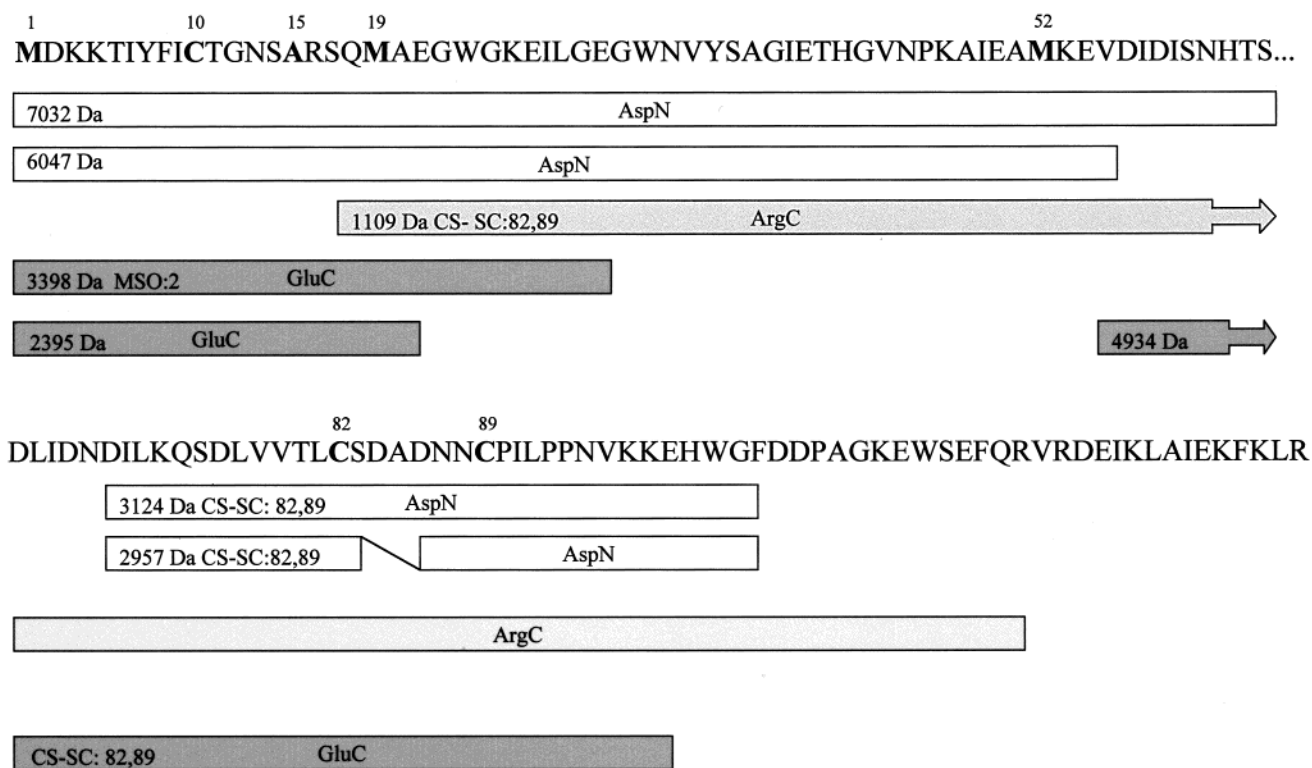 1 10 15 19 52
MDKKTIYFICTGNSARSQMAEGWGKEILGEGWNVYSAGIETHGVNPKAIEAMKEVDIDISNHTS...
7032 Da AspN
6047 Da AspN
1109 Da CS- SC:82,89 ArgC
3398 Da MSO:2 GluC
2395 Da GluC 4934 Da
82 89
DLIDNDILKQSDLVVTLCSDADNNCPILPPNVKKEHWGFDDPAGKEWSEFQRVRDEIKLAIEKFKLR
3124 Da CS-SC: 82,89 AspN
2957 Da CS-SC:82,89 AspN
ArgC
CS-SC: 82,89 GluC